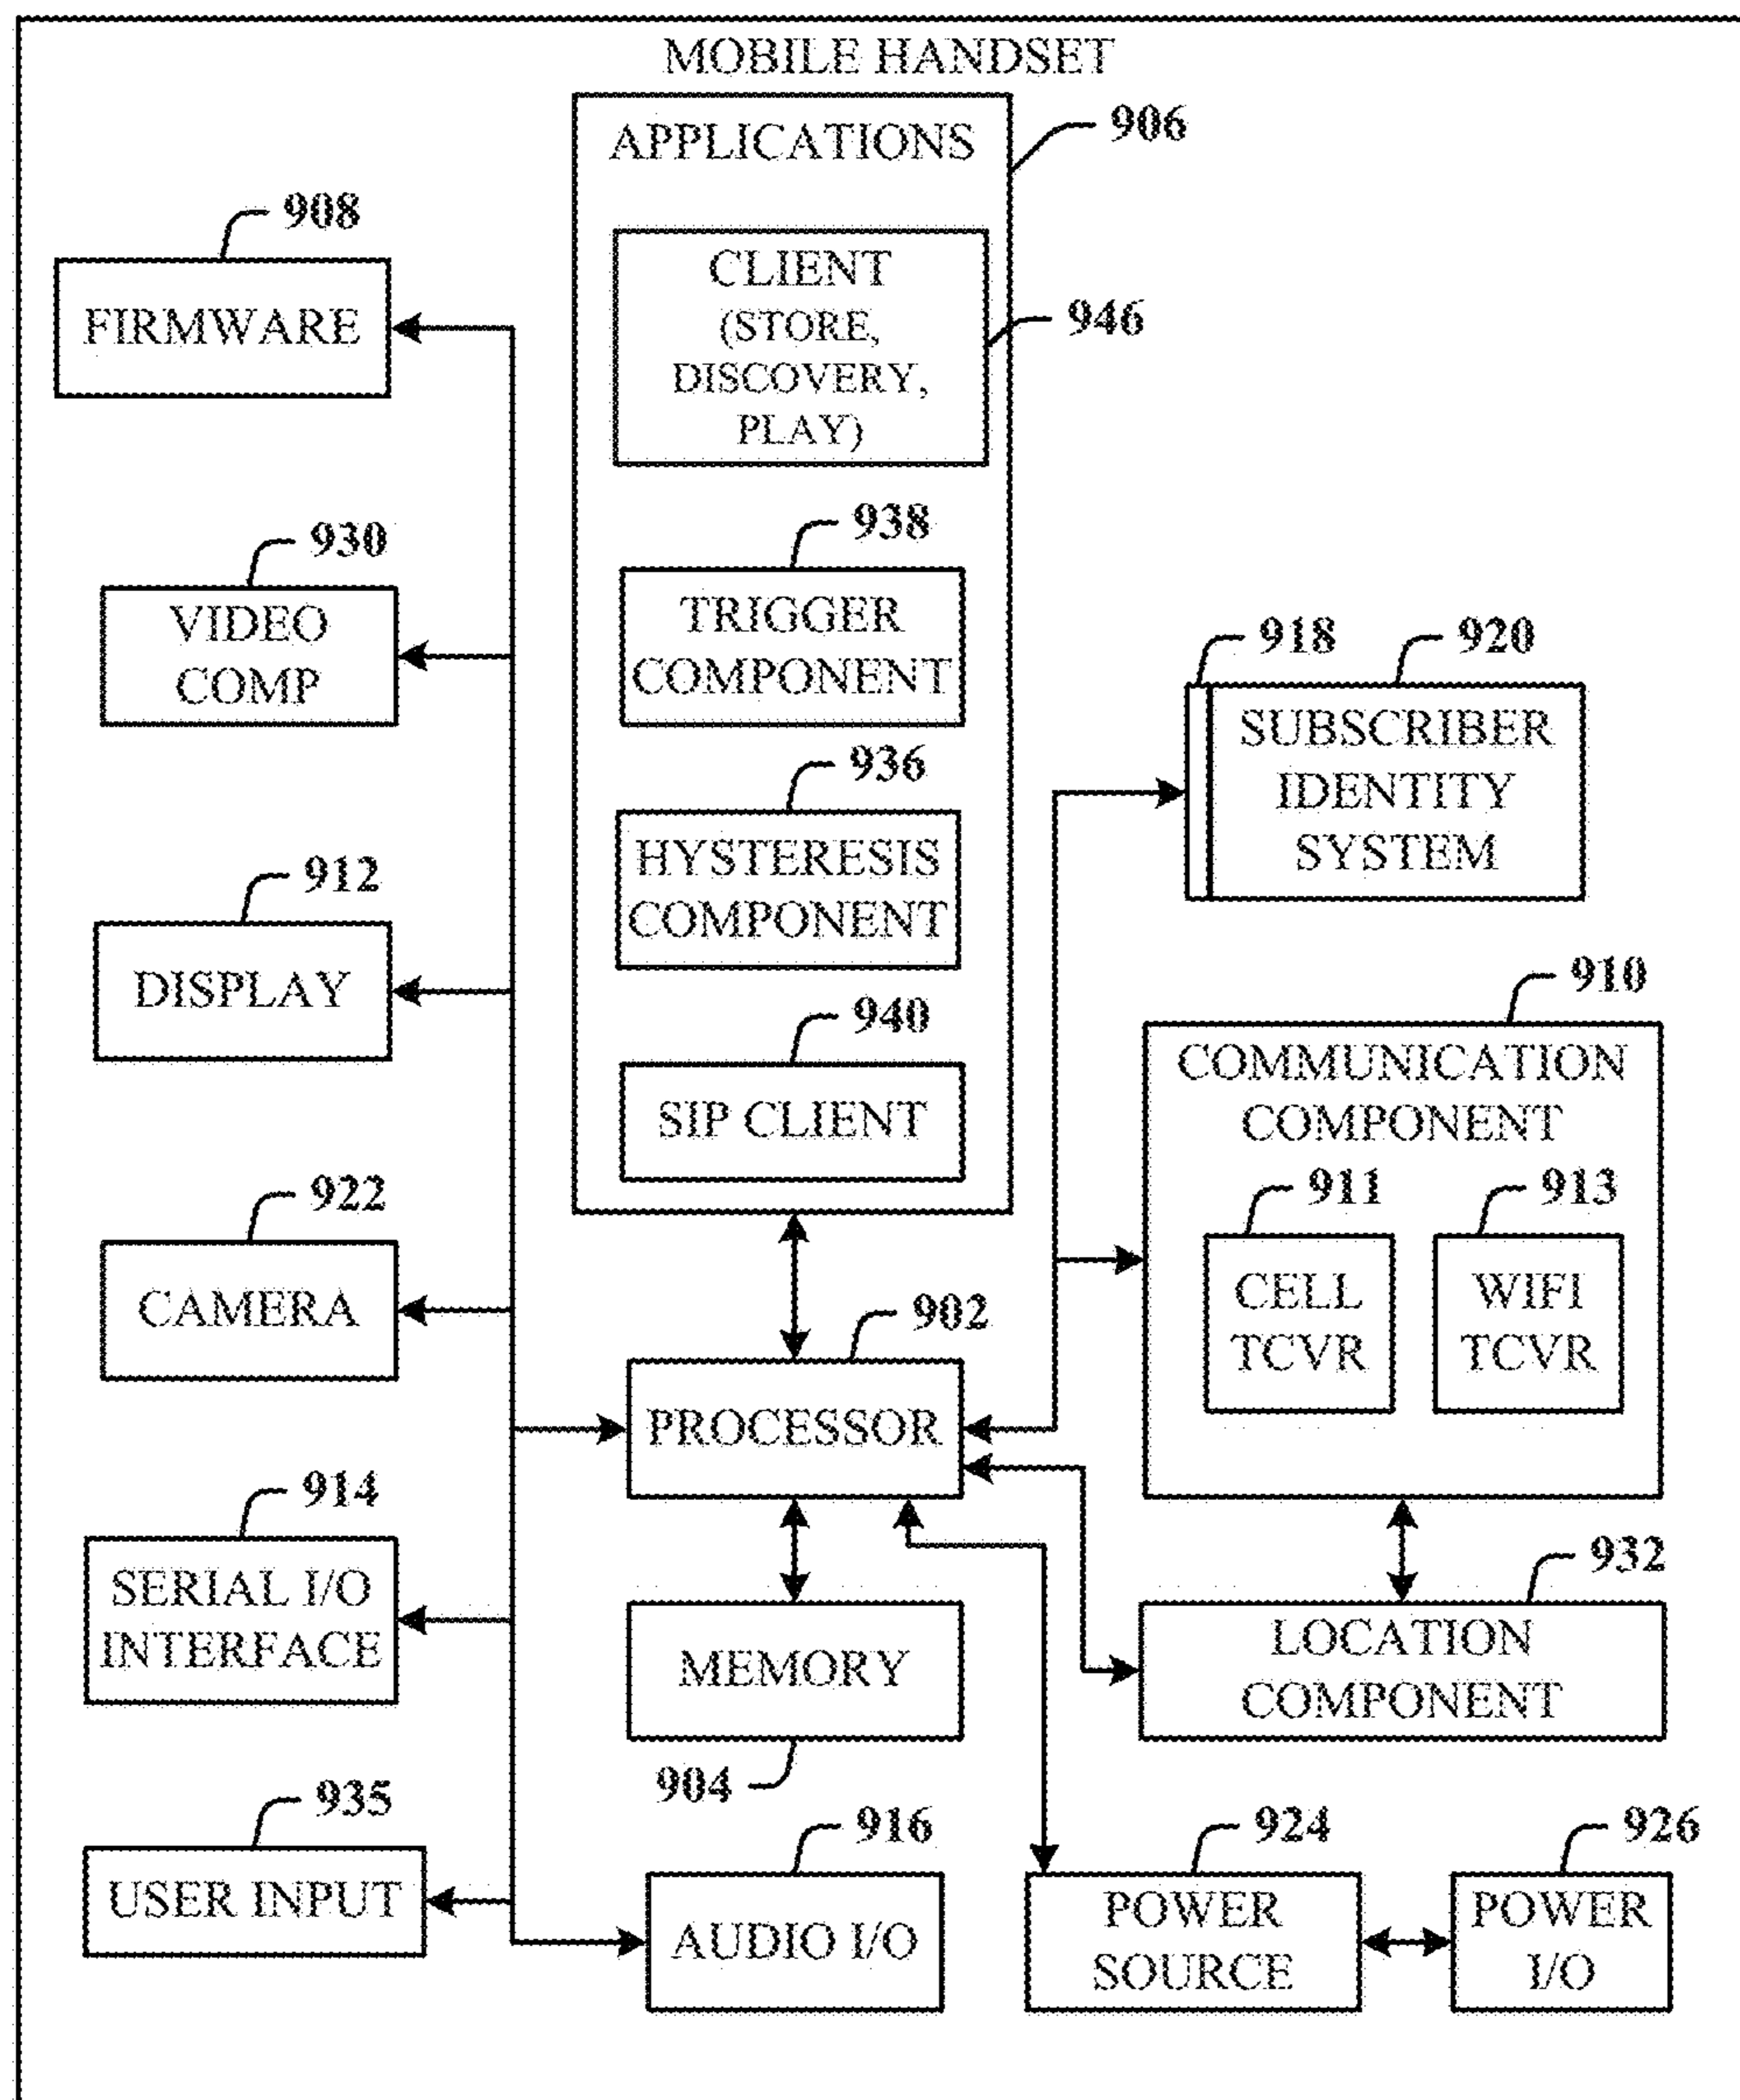 MOBILE HANDSET
APPLICATIONS
906
CLIENT
(STORE,
DISCOVERY,
PLAY)
946
938
TRIGGER
COMPONENT
936
HYSTERESIS
COMPONENT
940
SIP CLIENT
908
FIRMWARE
930
VIDEO
COMP
912
DISPLAY
922
CAMERA
914
SERIAL I/O
INTERFACE
935
USER INPUT
902
PROCESSOR
MEMORY
904
916
AUDIO I/O
918
920
SUBSCRIBER
IDENTITY
SYSTEM
910
COMMUNICATION
COMPONENT
911
CELL
TCVR
913
WIFI
TCVR
932
LOCATION
COMPONENT
924
POWER
SOURCE
926
POWER
I/O